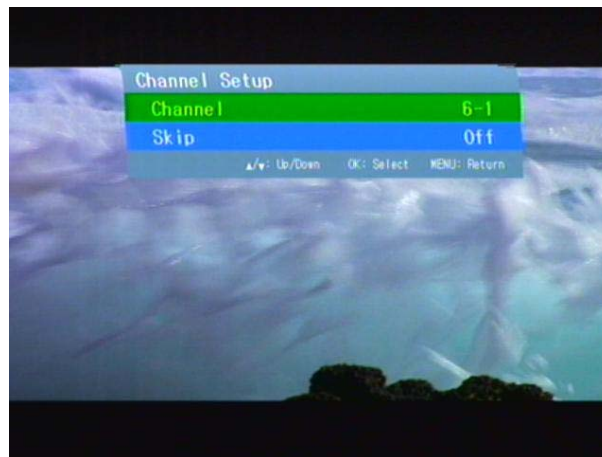 Channel Setup
Channel 6-1
Skip Off
▲/▼: Up/Down OK: Select MENU: Return